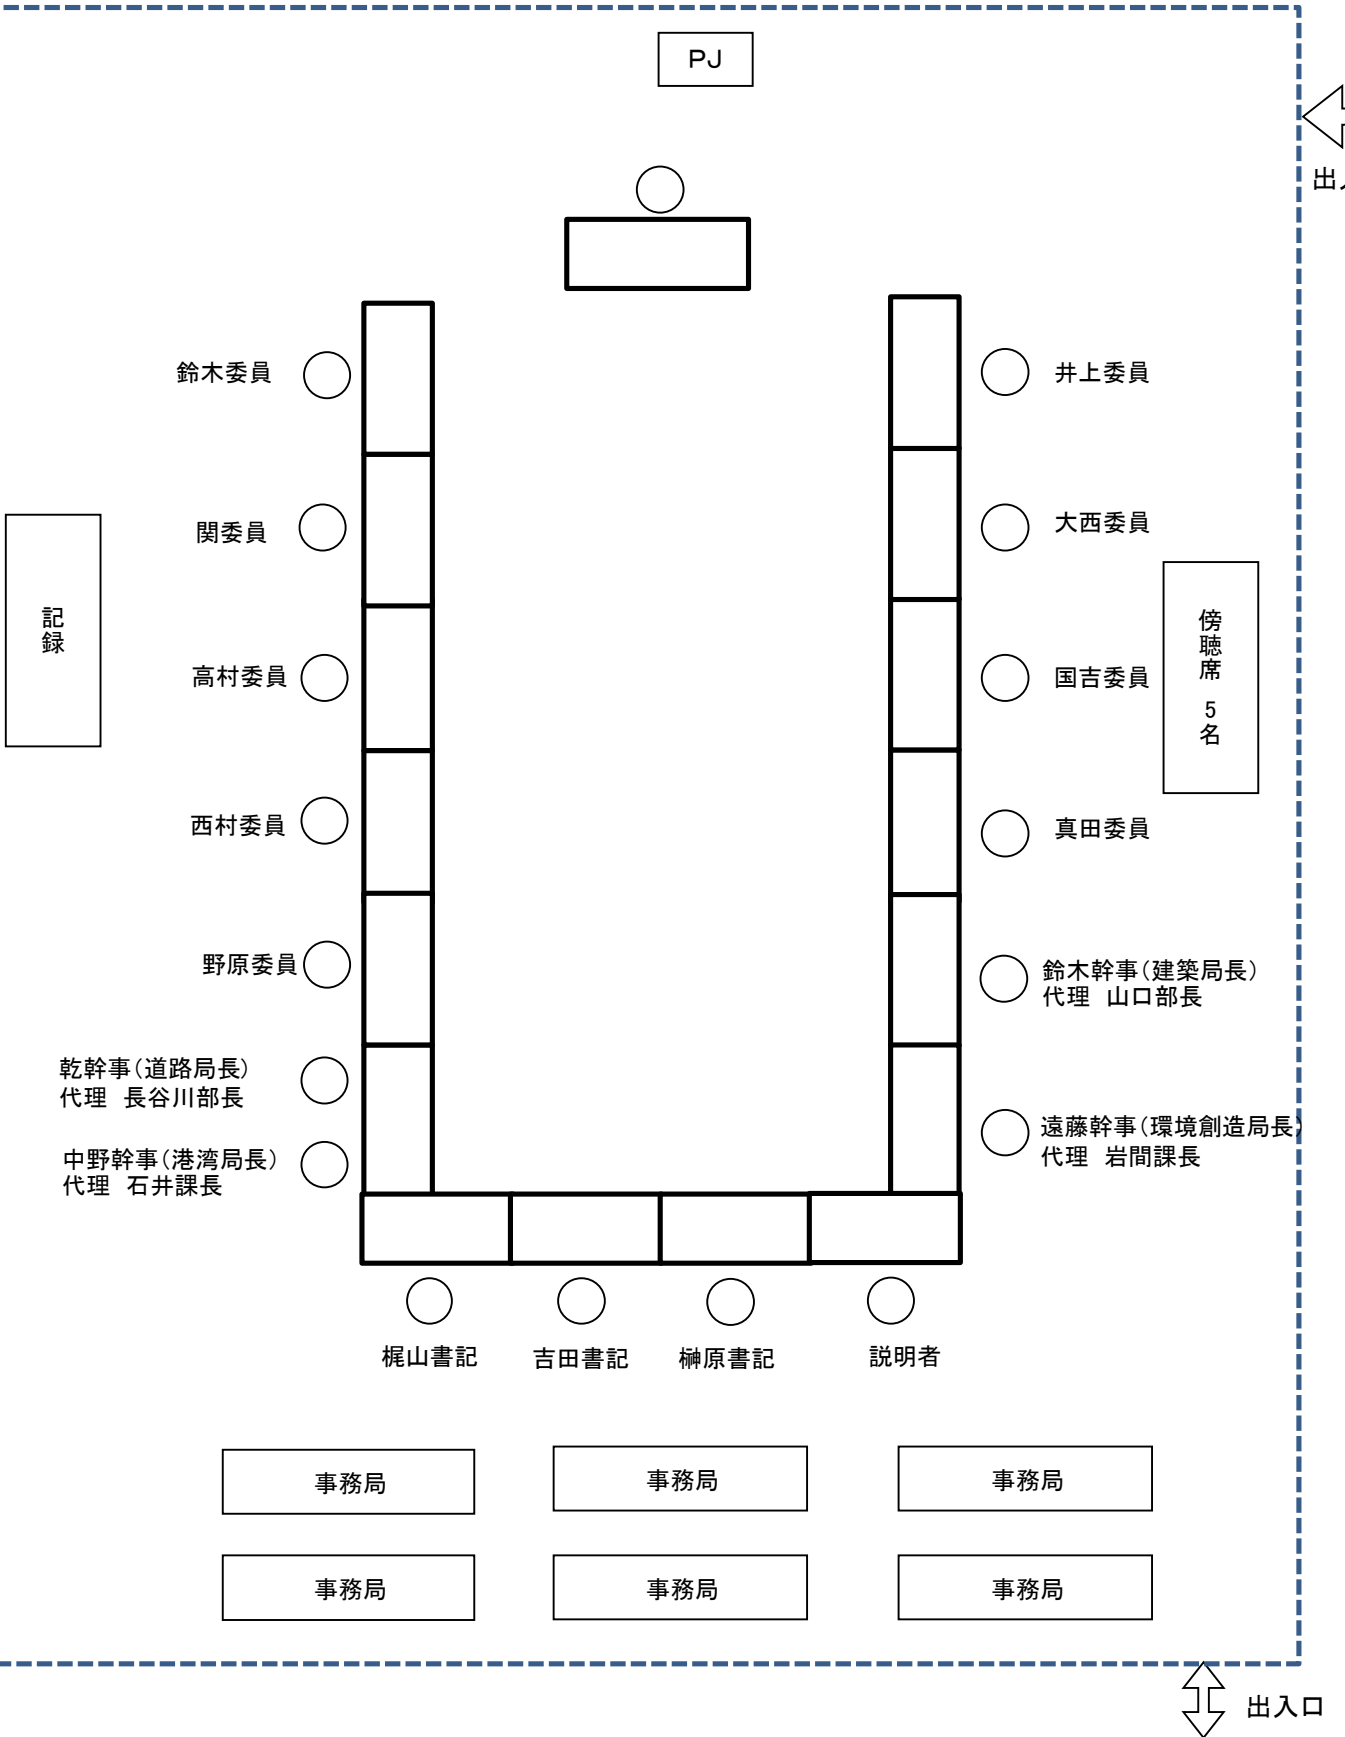 PJ
出入
鈴木委員
井上委員
関委員
大西委員
記録
傍聴席 5名
高村委員
国吉委員
西村委員
真田委員
野原委員
鈴木幹事(建築局長)
代理 山口部長
乾幹事(道路局長)
代理 長谷川部長
遠藤幹事(環境創造局長)
代理 岩間課長
中野幹事(港湾局長)
代理 石井課長
梶山書記
吉田書記
榊原書記
説明者
事務局
事務局
事務局
事務局
事務局
事務局
出入口